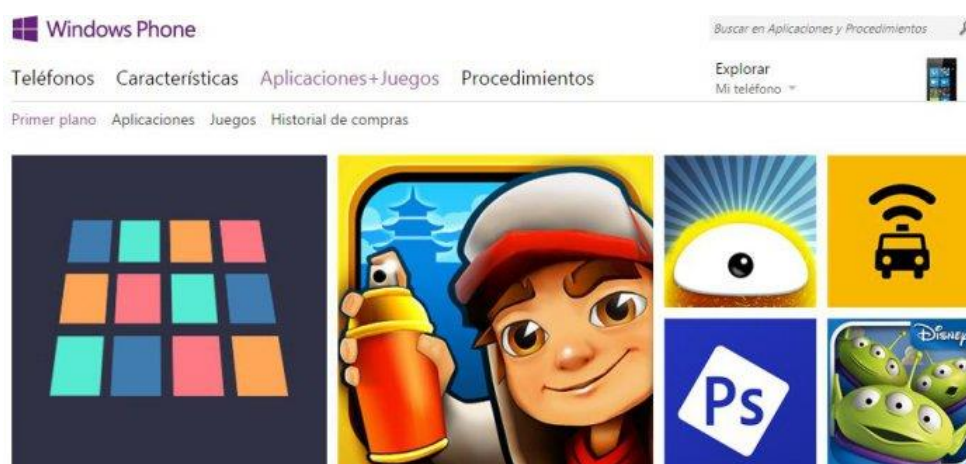 Windows Phone
Buscar en Aplicaciones y Procedimientos
Teléfonos Características Aplicaciones+Juegos Procedimientos
Explorar
Mi teléfono
Primer plano Aplicaciones Juegos Historial de compras
Disney
Ps